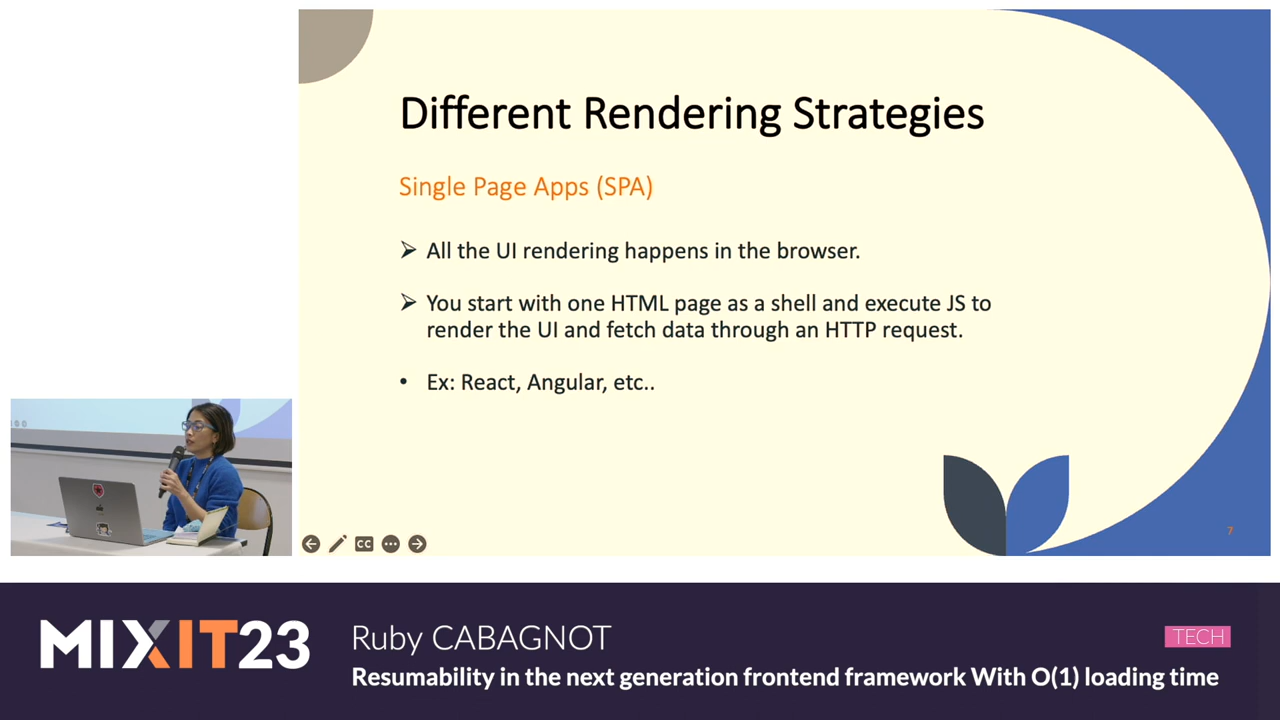 Different Rendering Strategies
Single Page Apps (SPA)
➢ All the UI rendering happens in the browser.
➢ You start with one HTML page as a shell and execute JS to
render the UI and fetch data through an HTTP request.
• Ex: React, Angular, etc..
7
CC
MIXIT23
Ruby CABAGNOT
TECH
Resumability in the next generation frontend framework With O(1) loading time